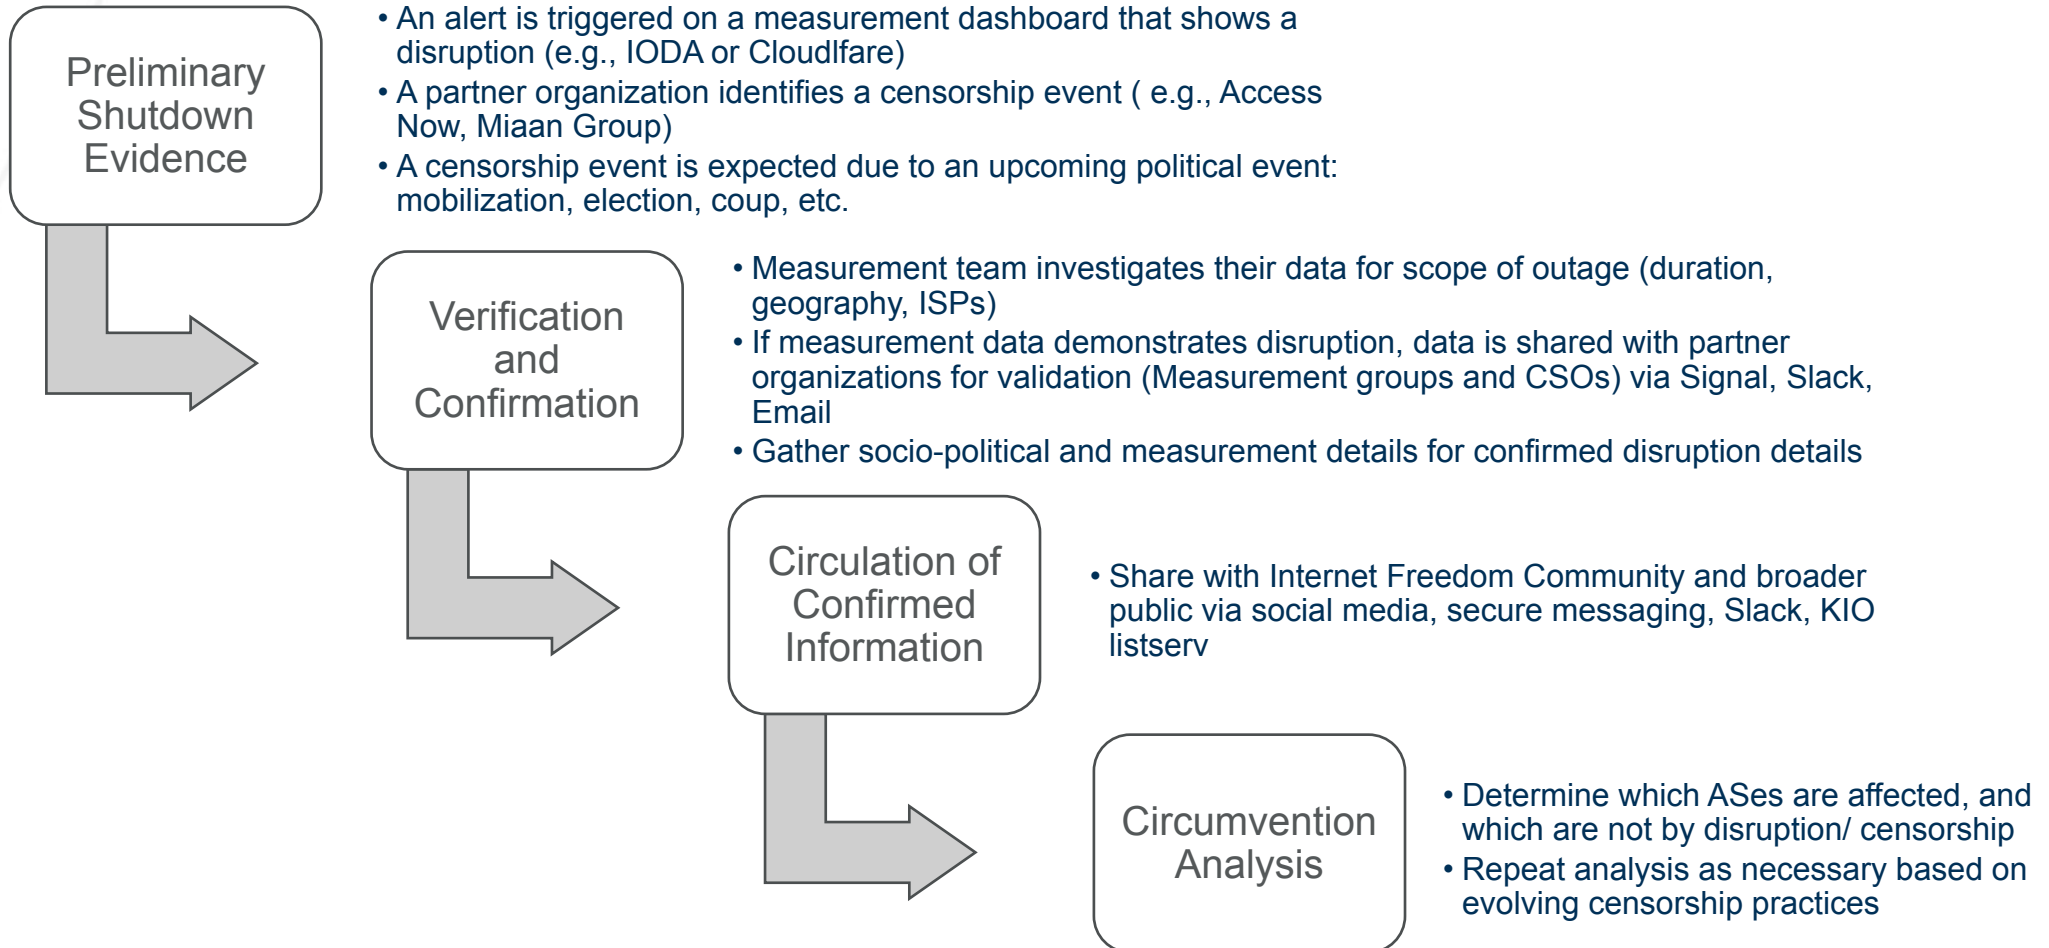 Preliminary
Shutdown
Evidence
• An alert is triggered on a measurement dashboard that shows a
disruption (e.g., IODA or Cloudlfare)
• A partner organization identifies a censorship event ( e.g., Access
Now, Miaan Group)
• A censorship event is expected due to an upcoming political event:
mobilization, election, coup, etc.
Verification
and
Confirmation
• Measurement team investigates their data for scope of outage (duration,
geography, ISPs)
• If measurement data demonstrates disruption, data is shared with partner
organizations for validation (Measurement groups and CSOs) via Signal, Slack,
Email
• Gather socio-political and measurement details for confirmed disruption details
Circulation of
Confirmed
Information
• Share with Internet Freedom Community and broader
public via social media, secure messaging, Slack, KIO
listserv
Circumvention
Analysis
• Determine which ASes are affected, and
which are not by disruption/ censorship
• Repeat analysis as necessary based on
evolving censorship practices